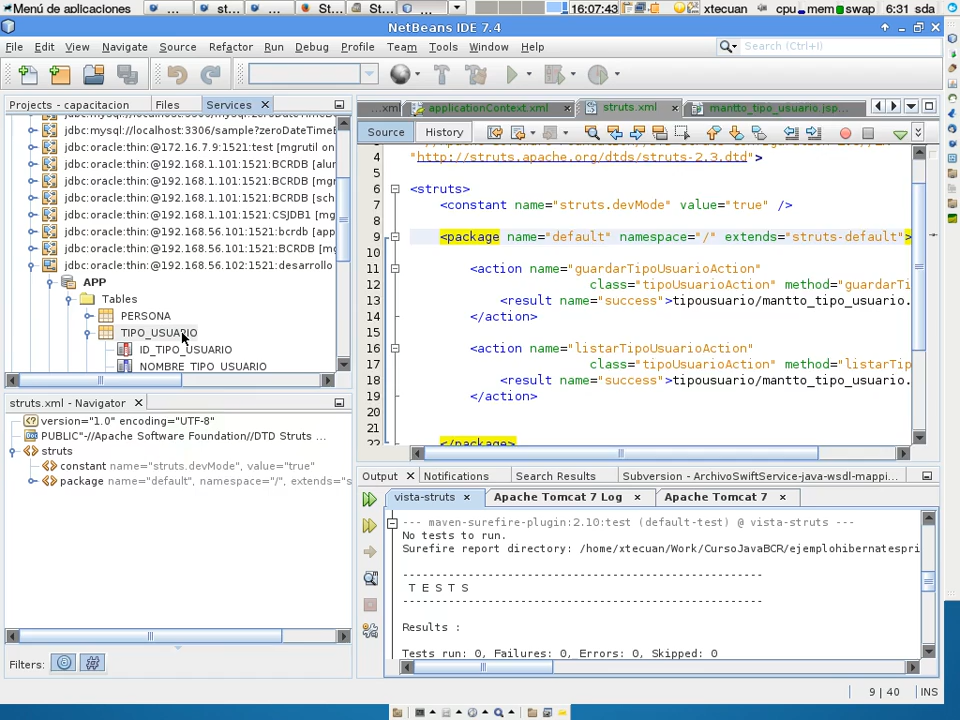 Menú de aplicaciones
...
st...
...
St...
St...
...
16:07:43
xtecuan
cpu
mem
swap
6:31
sda
NetBeans IDE 7.4
File Edit View Navigate Source Refactor Run Debug Profile Team Tools Window Help
Search (Ctrl+I)
Projects - capacitacion
Files
Services
...xml
applicationContext.xml
struts.xml
mantto_tipo_usuario.jsp...
Source
History
jdbc:mysql://localhost:3306/sample?zeroDateTimeB
jdbc:oracle:thin:@172.16.7.9:1521:test [mgrutil on
jdbc:oracle:thin:@192.168.1.101:1521:BCRDB [alur
jdbc:oracle:thin:@192.168.1.101:1521:BCRDB [mgr
jdbc:oracle:thin:@192.168.1.101:1521:BCRDB [sch
jdbc:oracle:thin:@192.168.1.101:1521:CSJDB1 [mg
jdbc:oracle:thin:@192.168.56.101:1521:bcrdb [app
jdbc:oracle:thin:@192.168.56.101:1521:BCRDB [mg
jdbc:oracle:thin:@192.168.56.102:1521:desarrollo
APP
Tables
PERSONA
TIPO_USUARIO
ID_TIPO_USUARIO
NOMBRE_TIPO_USUARIO
4 "http://struts.apache.org/dtds/struts-2.3.dtd">
5
6 <struts>
7 <constant name="struts.devMode" value="true" />
8
9 <package name="default" namespace="/" extends="struts-default">
10
11 <action name="guardarTipoUsuarioAction"
12 class="tipoUsuarioAction" method="guardarTi
13 <result name="success">tipousuario/mantto_tipo_usuario.
14 </action>
15
16 <action name="listarTipoUsuarioAction"
17 class="tipoUsuarioAction" method="listarTip
18 <result name="success">tipousuario/mantto_tipo_usuario.
19 </action>
20
21
22 </package>
struts.xml - Navigator
version="1.0" encoding="UTF-8"
PUBLIC"-//Apache Software Foundation//DTD Struts ...
struts
constant name="struts.devMode", value="true"
package name="default", namespace="/", extends="s
Filters:
Output
Notifications
Search Results
Subversion - ArchivoSwiftService-java-wsdl-mappi...
vista-struts
Apache Tomcat 7 Log
Apache Tomcat 7
--- maven-surefire-plugin:2.10:test (default-test) @ vista-struts ---
No tests to run.
Surefire report directory: /home/xtecuan/Work/CursoJavaBCR/ejemplohibernatespri
-------------------------------------------------------
T E S T S
-------------------------------------------------------
Results :
Tests run: 0, Failures: 0, Errors: 0, Skipped: 0
9 | 40
INS